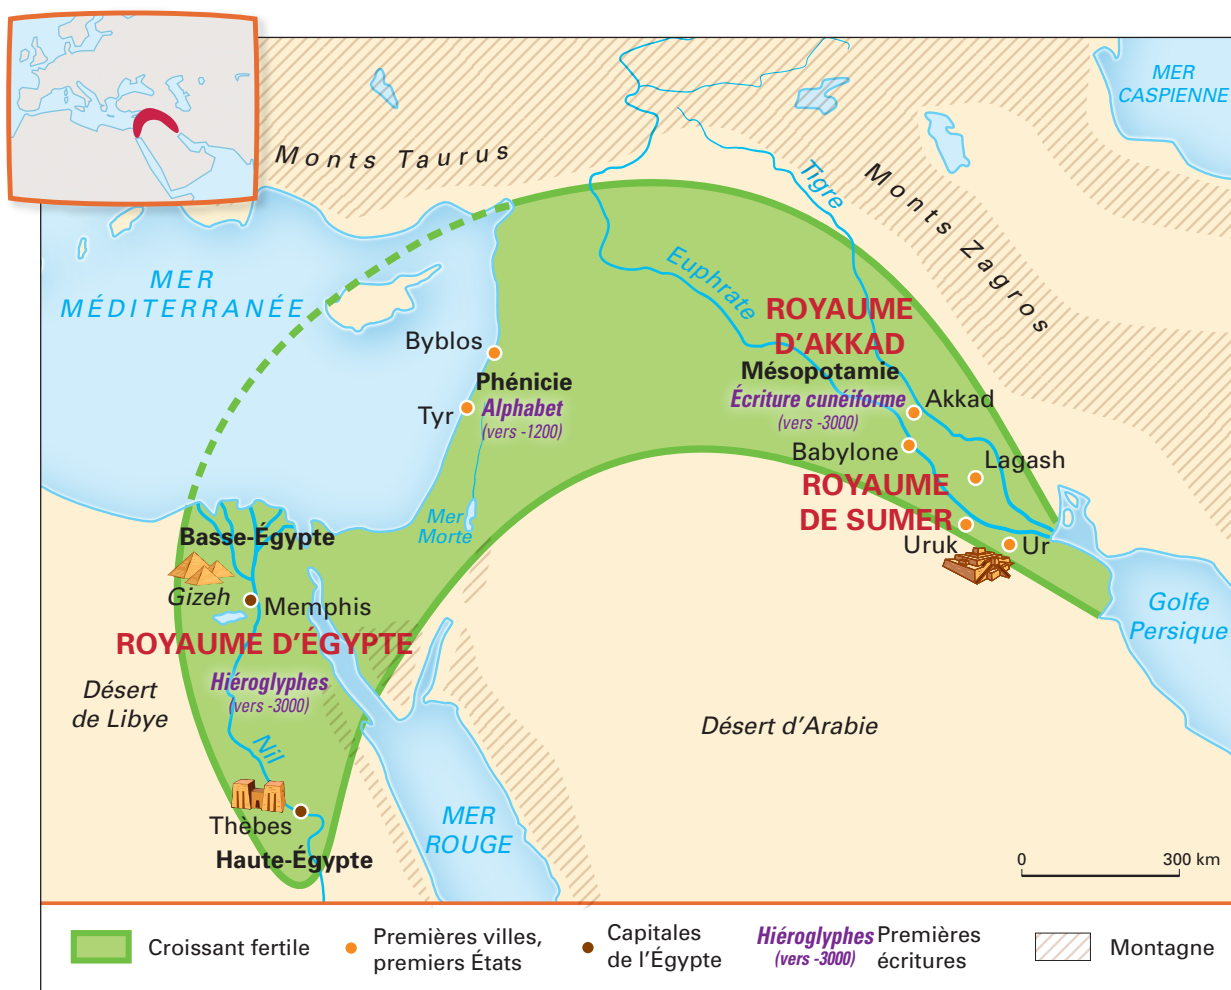 MER
CASPIENNE
Monts Taurus
Tigre
Monts Zagros
MER
MÉDITERRANÉE
Euphrate
ROYAUME
D'AKKAD
Mésopotamie
Écriture cunéiforme
(vers -3000)
Byblos
Phénicie
Alphabet
(vers -1200)
Tyr
Akkad
Babylone
Lagash
ROYAUME
DE SUMER
Uruk
Ur
Mer
Morte
Basse-Égypte
Gizeh
Memphis
ROYAUME D'ÉGYPTE
Hiéroglyphes
(vers -3000)
Golfe
Persique
Désert
de Libye
Nil
Désert d'Arabie
Thèbes
Haute-Égypte
MER
ROUGE
0 300 km
Croissant fertile
Premières villes,
premiers États
Capitales
de l'Égypte
Hiéroglyphes
(vers -3000)
Premières
écritures
Montagne